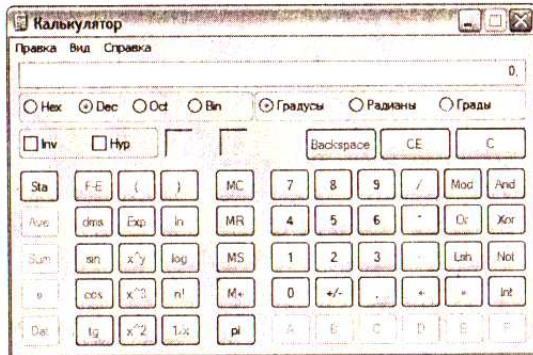 Калькулятор
Правка Вид Справка
0,
Hex Dec Oct Bin Градусы Радианы Грады
Inv Hyp Backspace CE C
Sta F-E ( ) MC 7 8 9 / Mod And
Ave dms Exp ln MR 4 5 6 * Or Xor
Sum sin x^y log MS 1 2 3 - Lsh Not
s cos x^3 n! M+ 0 +/- , + = Int
Dat tg x^2 1/x pi A B C D E F